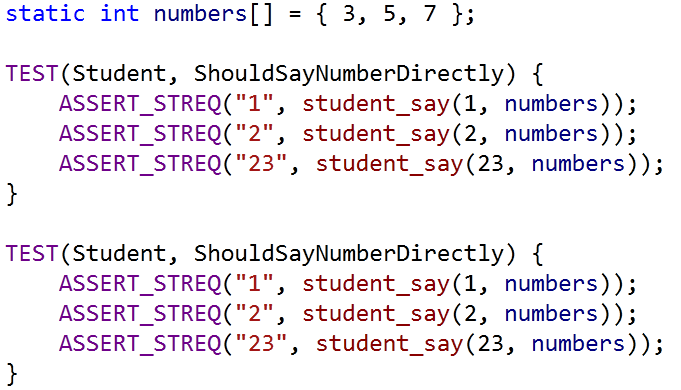 static int numbers[] = { 3, 5, 7 };
TEST(Student, ShouldSayNumberDirectly) {
    ASSERT_STREQ("1", student_say(1, numbers));
    ASSERT_STREQ("2", student_say(2, numbers));
    ASSERT_STREQ("23", student_say(23, numbers));
}
TEST(Student, ShouldSayNumberDirectly) {
    ASSERT_STREQ("1", student_say(1, numbers));
    ASSERT_STREQ("2", student_say(2, numbers));
    ASSERT_STREQ("23", student_say(23, numbers));
}